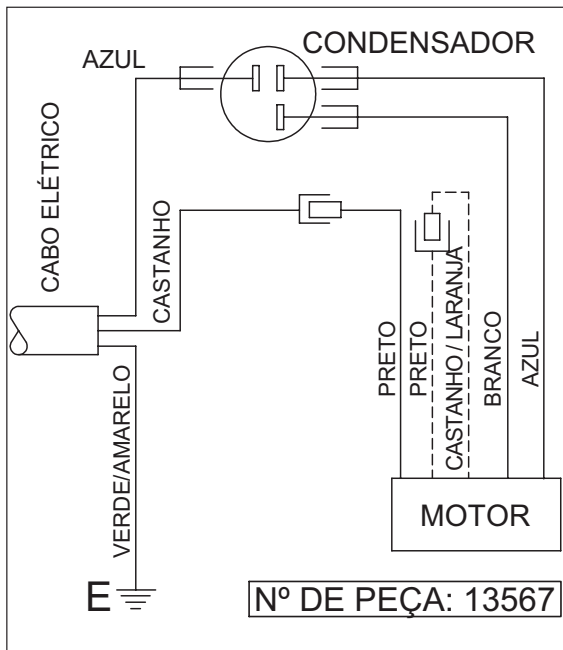 CONDENSADOR
AZUL
CABO ELÉTRICO
CASTANHO
VERDE/AMARELO
PRETO
PRETO
CASTANHO / LARANJA
BRANCO
AZUL
MOTOR
E
Nº DE PEÇA: 13567